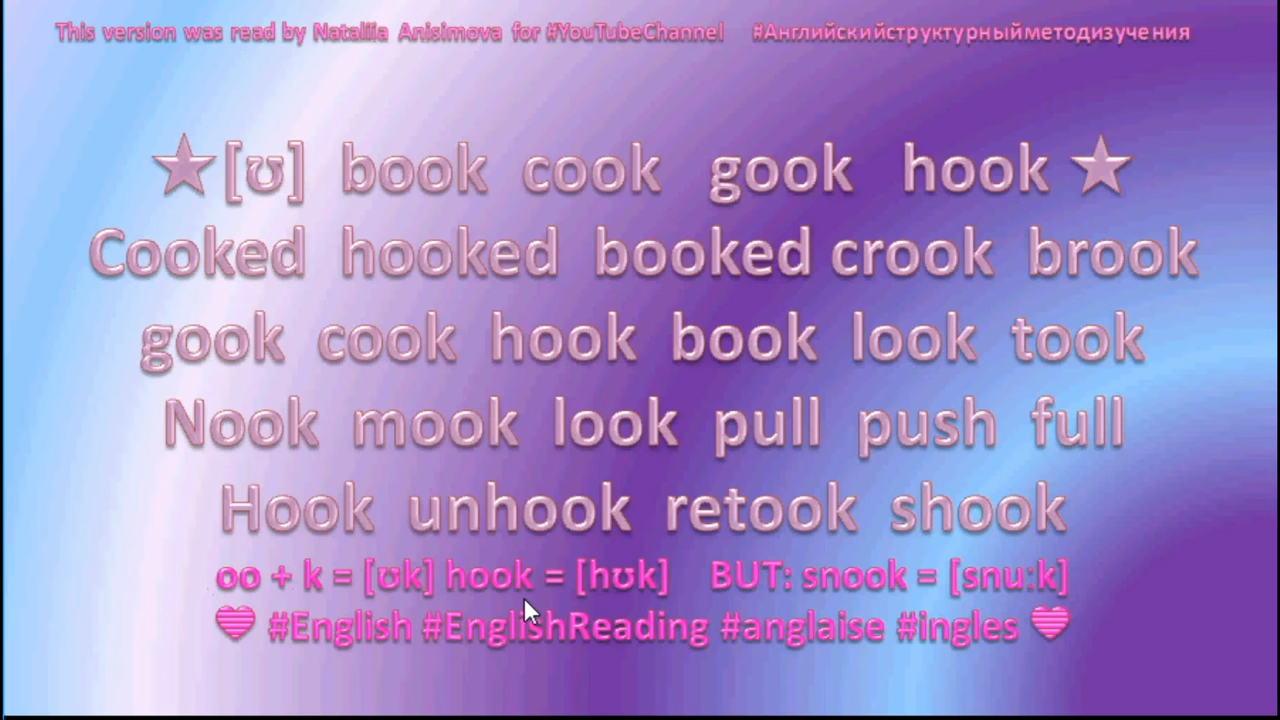 This version was read by Nataliia Anisimova for #YouTubeChannel #Английскийструктурныйметодизучения
★[ʊ] book cook gook hook ★
Cooked hooked booked crook brook
gook cook hook book look took
Nook mook look pull push full
Hook unhook retook shook
oo + k = [ʊk] hook = [hʊk] BUT: snook = [snu:k]
#English #EnglishReading #anglaise #ingles